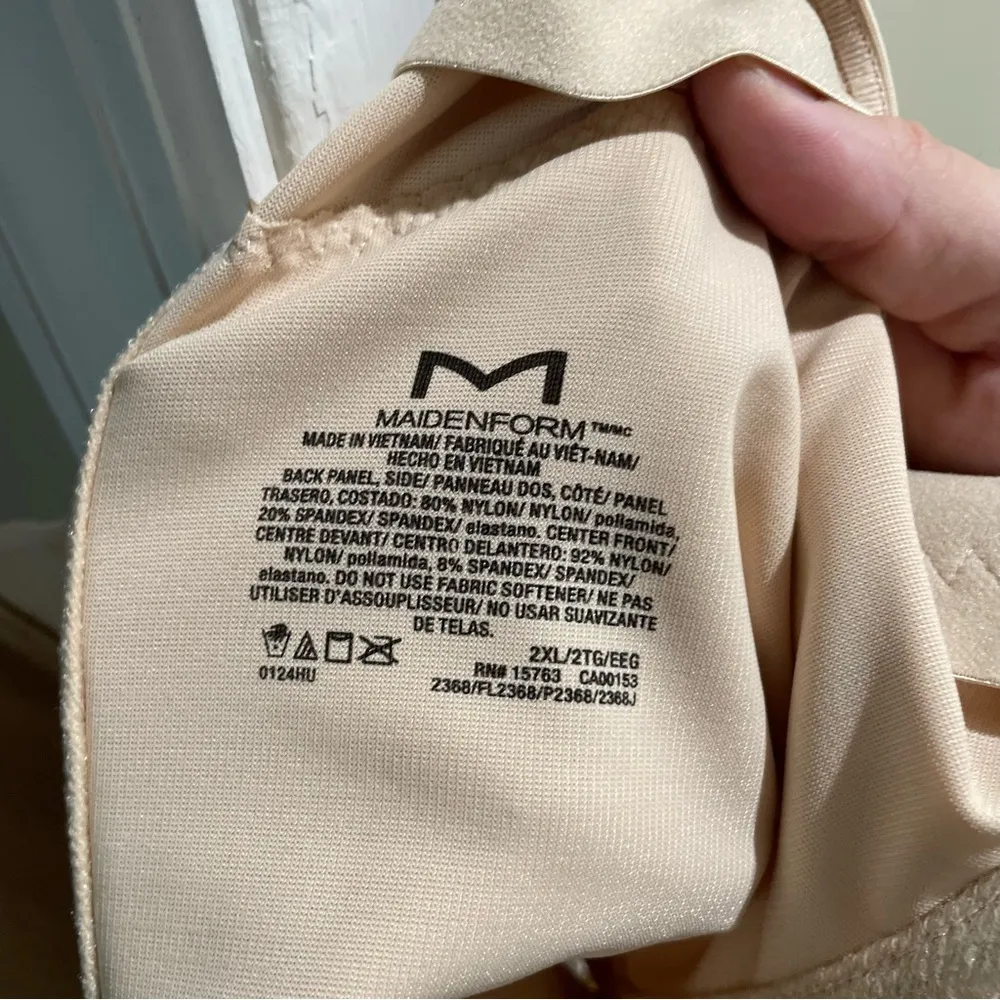 M
MAIDENFORM™/MC
MADE IN VIETNAM/ FABRIQUÉ AU VIÊT-NAM/
HECHO EN VIETNAM
BACK PANEL, SIDE/ PANNEAU DOS, CÔTÉ/ PANEL
TRASERO, COSTADO: 80% NYLON/ NYLON/ poliamida,
20% SPANDEX/ SPANDEX/ elastano. CENTER FRONT/
CENTRE DEVANT/ CENTRO DELANTERO: 92% NYLON/
NYLON/ poliamida, 8% SPANDEX/ SPANDEX/
elastano. DO NOT USE FABRIC SOFTENER/ NE PAS
UTILISER D'ASSOUPLISSEUR/ NO USAR SUAVIZANTE
DE TELAS.
2XL/2TG/EEG
0124HU RN# 15763 CA00153
2368/FL2368/P2368/2368J